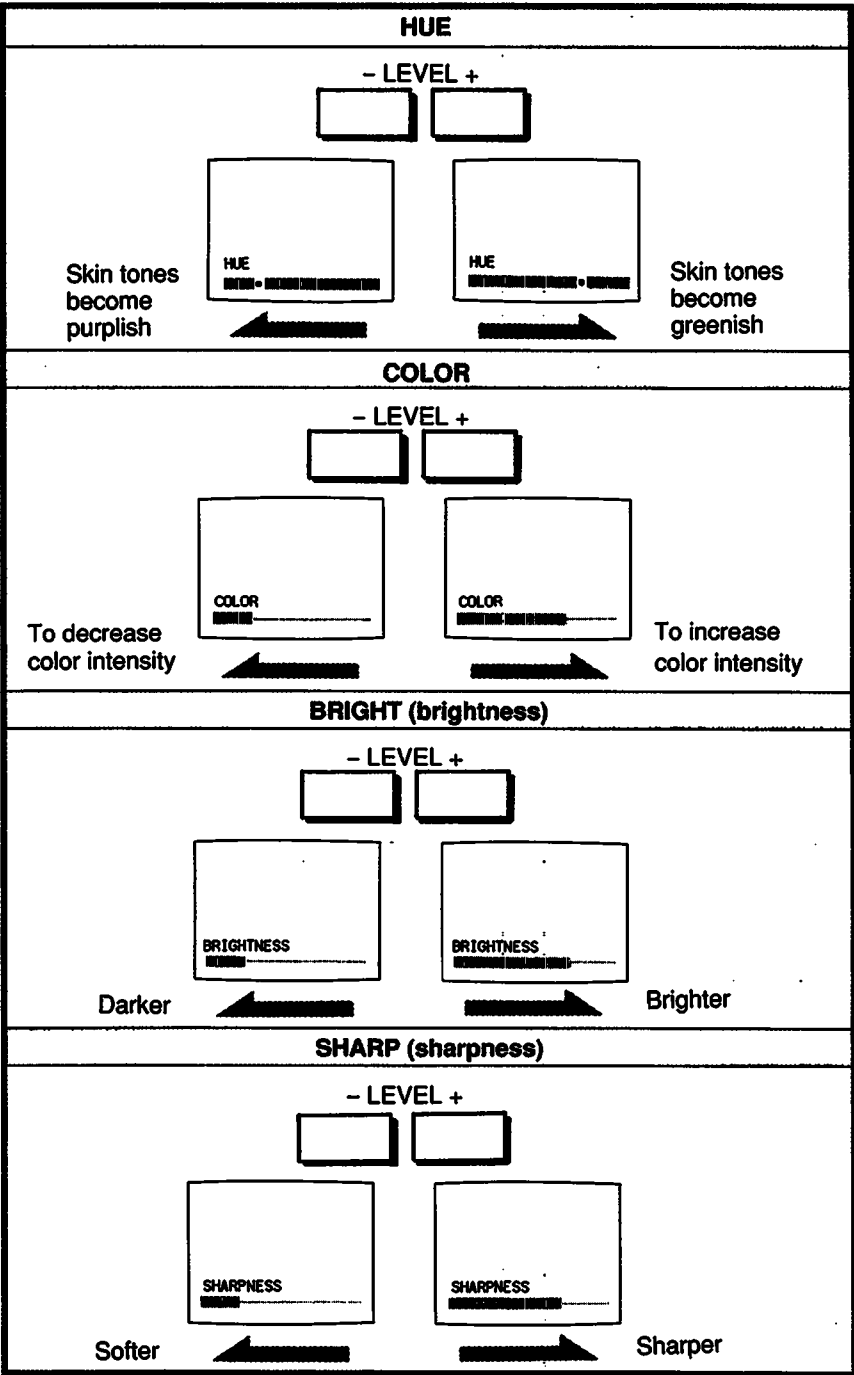 HUE
– LEVEL +
HUE
HUE
Skin tones
become
purplish
Skin tones
become
greenish
COLOR
– LEVEL +
COLOR
COLOR
To decrease
color intensity
To increase
color intensity
BRIGHT (brightness)
– LEVEL +
BRIGHTNESS
BRIGHTNESS
Darker
Brighter
SHARP (sharpness)
– LEVEL +
SHARPNESS
SHARPNESS
Softer
Sharper